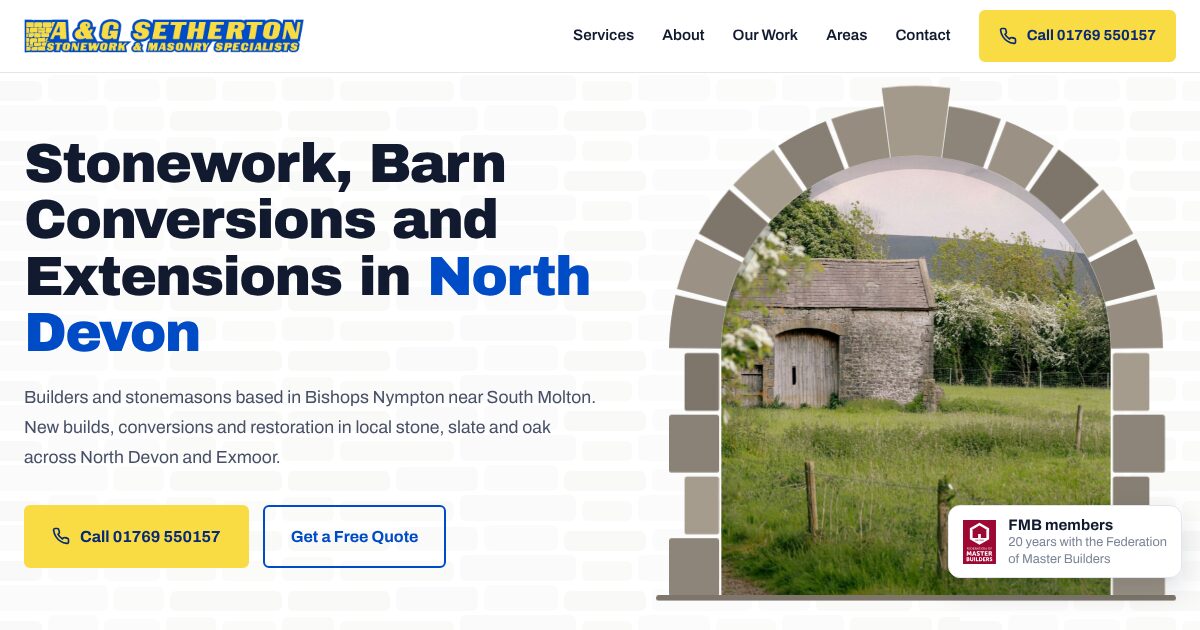 A & G SETHERTON
STONEWORK & MASONRY SPECIALISTS
Services
About
Our Work
Areas
Contact
Call 01769 550157
Stonework, Barn
Conversions and
Extensions in North
Devon
Builders and stonemasons based in Bishops Nympton near South Molton.
New builds, conversions and restoration in local stone, slate and oak
across North Devon and Exmoor.
Call 01769 550157
Get a Free Quote
FEDERATION OF
MASTER
BUILDERS
FMB members
20 years with the Federation
of Master Builders